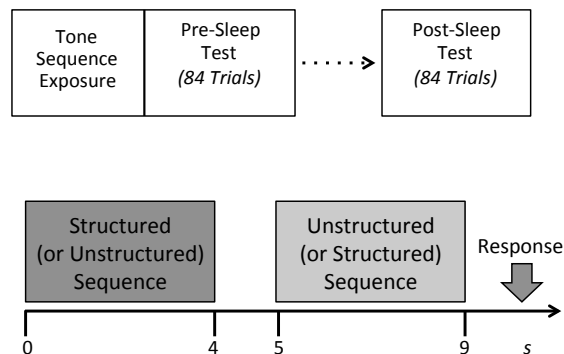 Tone
Sequence
Exposure
Pre-Sleep
Test
(84 Trials)
Post-Sleep
Test
(84 Trials)
Structured
(or Unstructured)
Sequence
Unstructured
(or Structured)
Sequence
Response
0
4
5
9
s